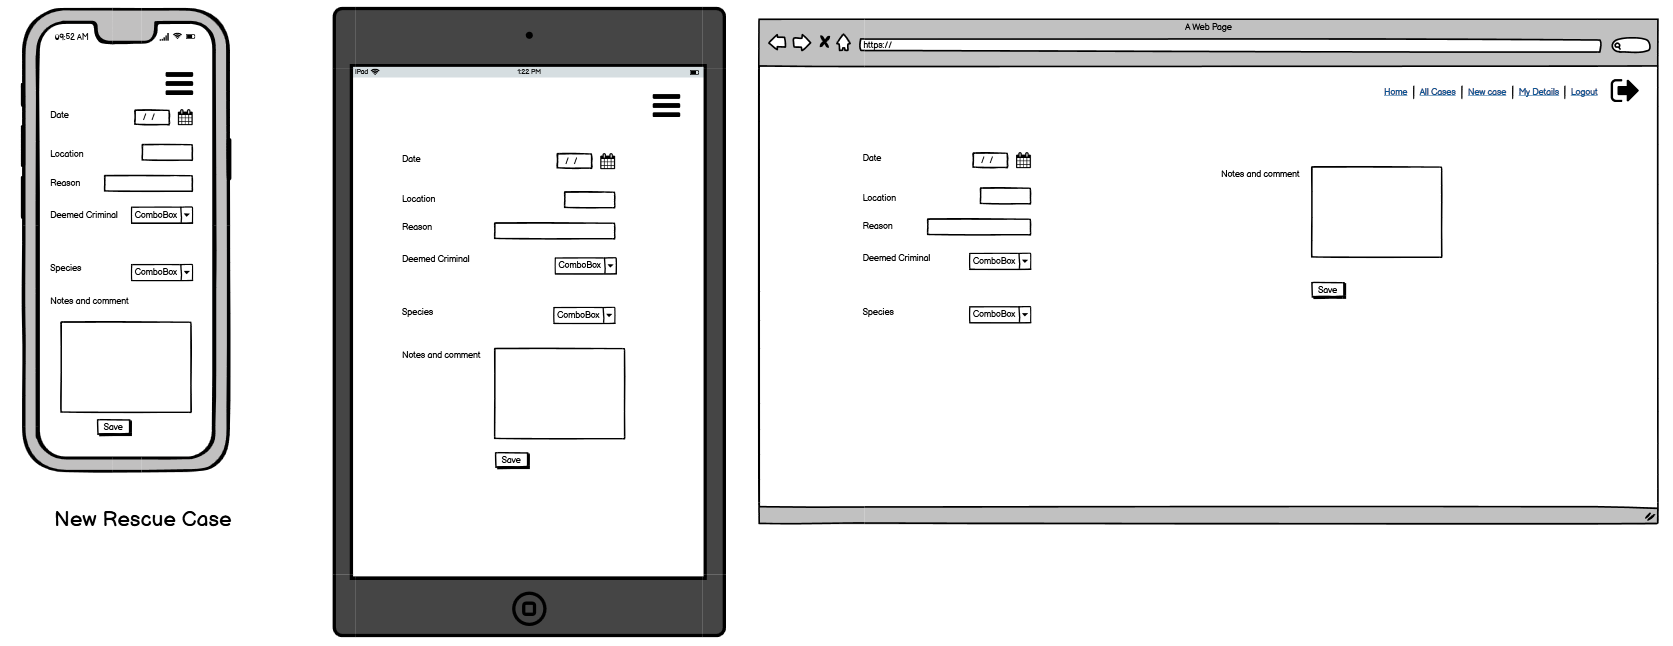 09:52 AM
Date
/ /
Location
Reason
Deemed Criminal
ComboBox
Species
ComboBox
Notes and comment
Save
New Rescue Case
iPad
1:22 PM
Date
/ /
Location
Reason
Deemed Criminal
ComboBox
Species
ComboBox
Notes and comment
Save
A Web Page
https://
Home | All Cases | New case | My Details | Logout
Date
/ /
Location
Reason
Deemed Criminal
ComboBox
Species
ComboBox
Notes and comment
Save